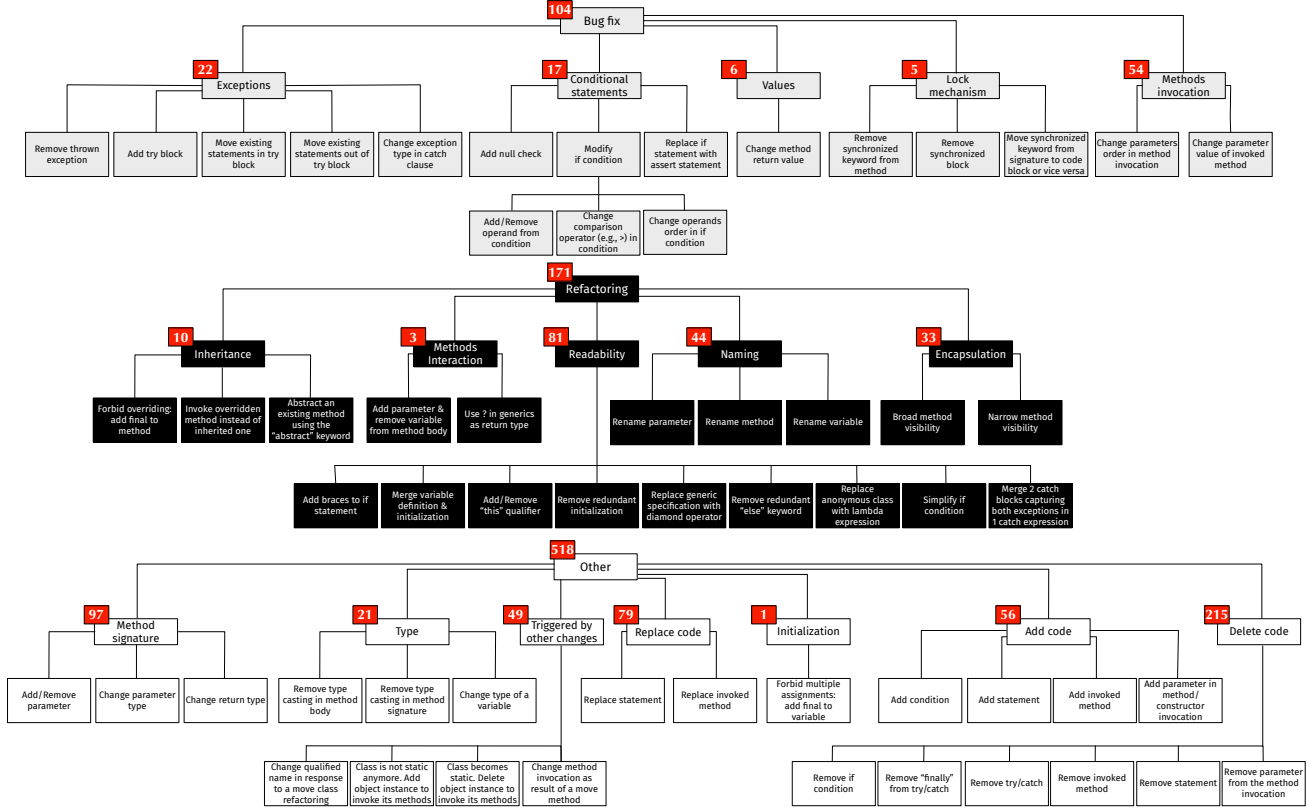 104
Bug fix
22
Exceptions
17
Conditional
statements
6
Values
5
Lock
mechanism
54
Methods
invocation
Remove thrown
exception
Add try block
Move existing
statements in try
block
Move existing
statements out of
try block
Change exception
type in catch
clause
Add null check
Modify
if condition
Replace if
statement with
assert statement
Change method
return value
Remove
synchronized
keyword from
method
Remove
synchronized
block
Move synchronized
keyword from
signature to code
block or vice versa
Change parameters
order in method
invocation
Change parameter
value of invoked
method
Add/Remove
operand from
condition
Change
comparison
operator (e.g., >) in
condition
Change operands
order in if
condition
171
Refactoring
10
Inheritance
3
Methods
Interaction
81
Readability
44
Naming
33
Encapsulation
Forbid overriding:
add final to
method
Invoke overridden
method instead of
inherited one
Abstract an
existing method
using the
“abstract” keyword
Add parameter &
remove variable
from method body
Use ? in generics
as return type
Rename parameter
Rename method
Rename variable
Broad method
visibility
Narrow method
visibility
Add braces to if
statement
Merge variable
definition &
initialization
Add/Remove
“this” qualifier
Remove redundant
initialization
Replace generic
specification with
diamond operator
Remove redundant
“else” keyword
Replace
anonymous class
with lambda
expression
Simplify if
condition
Merge 2 catch
blocks capturing
both exceptions in
1 catch expression
518
Other
97
Method
signature
21
Type
49
Triggered by
other changes
79
Replace code
1
Initialization
56
Add code
215
Delete code
Add/Remove
parameter
Change parameter
type
Change return type
Remove type
casting in method
body
Remove type
casting in method
signature
Change type of a
variable
Replace statement
Replace invoked
method
Forbid multiple
assignments:
add final to
variable
Add condition
Add statement
Add invoked
method
Add parameter in
method/
constructor
invocation
Change qualified
name in response
to a move class
refactoring
Class is not static
anymore. Add
object instance to
invoke its methods
Class becomes
static. Delete
object instance to
invoke its methods
Change method
invocation as
result of a move
method
Remove if
condition
Remove “finally”
from try/catch
Remove try/catch
Remove invoked
method
Remove statement
Remove parameter
from the method
invocation